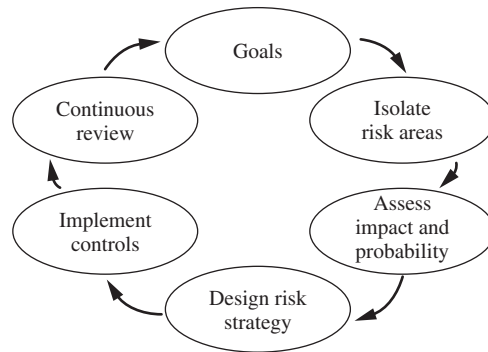 Goals
Isolate
risk areas
Assess
impact and
probability
Design risk
strategy
Implement
controls
Continuous
review